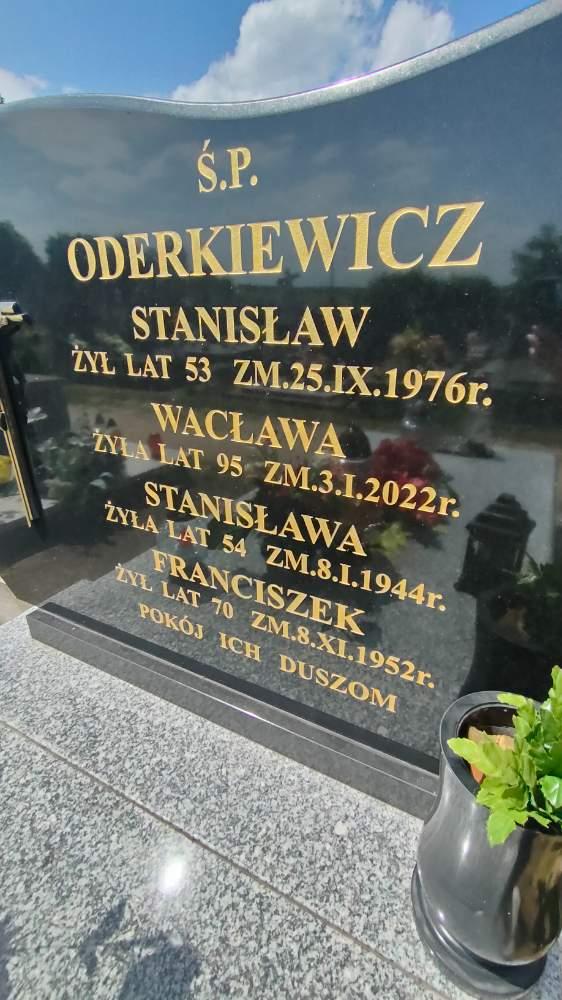 Ś.P.
ODERKIEWICZ
STANISŁAW
ŻYŁ LAT 53 ZM.25.IX.1976r.
WACŁAWA
ŻYŁA LAT 95 ZM.3.I.2022r.
STANISŁAWA
ŻYŁA LAT 54 ZM.8.I.1944r.
FRANCISZEK
ŻYŁ LAT 70 ZM.8.XI.1952r.
POKÓJ ICH DUSZOM